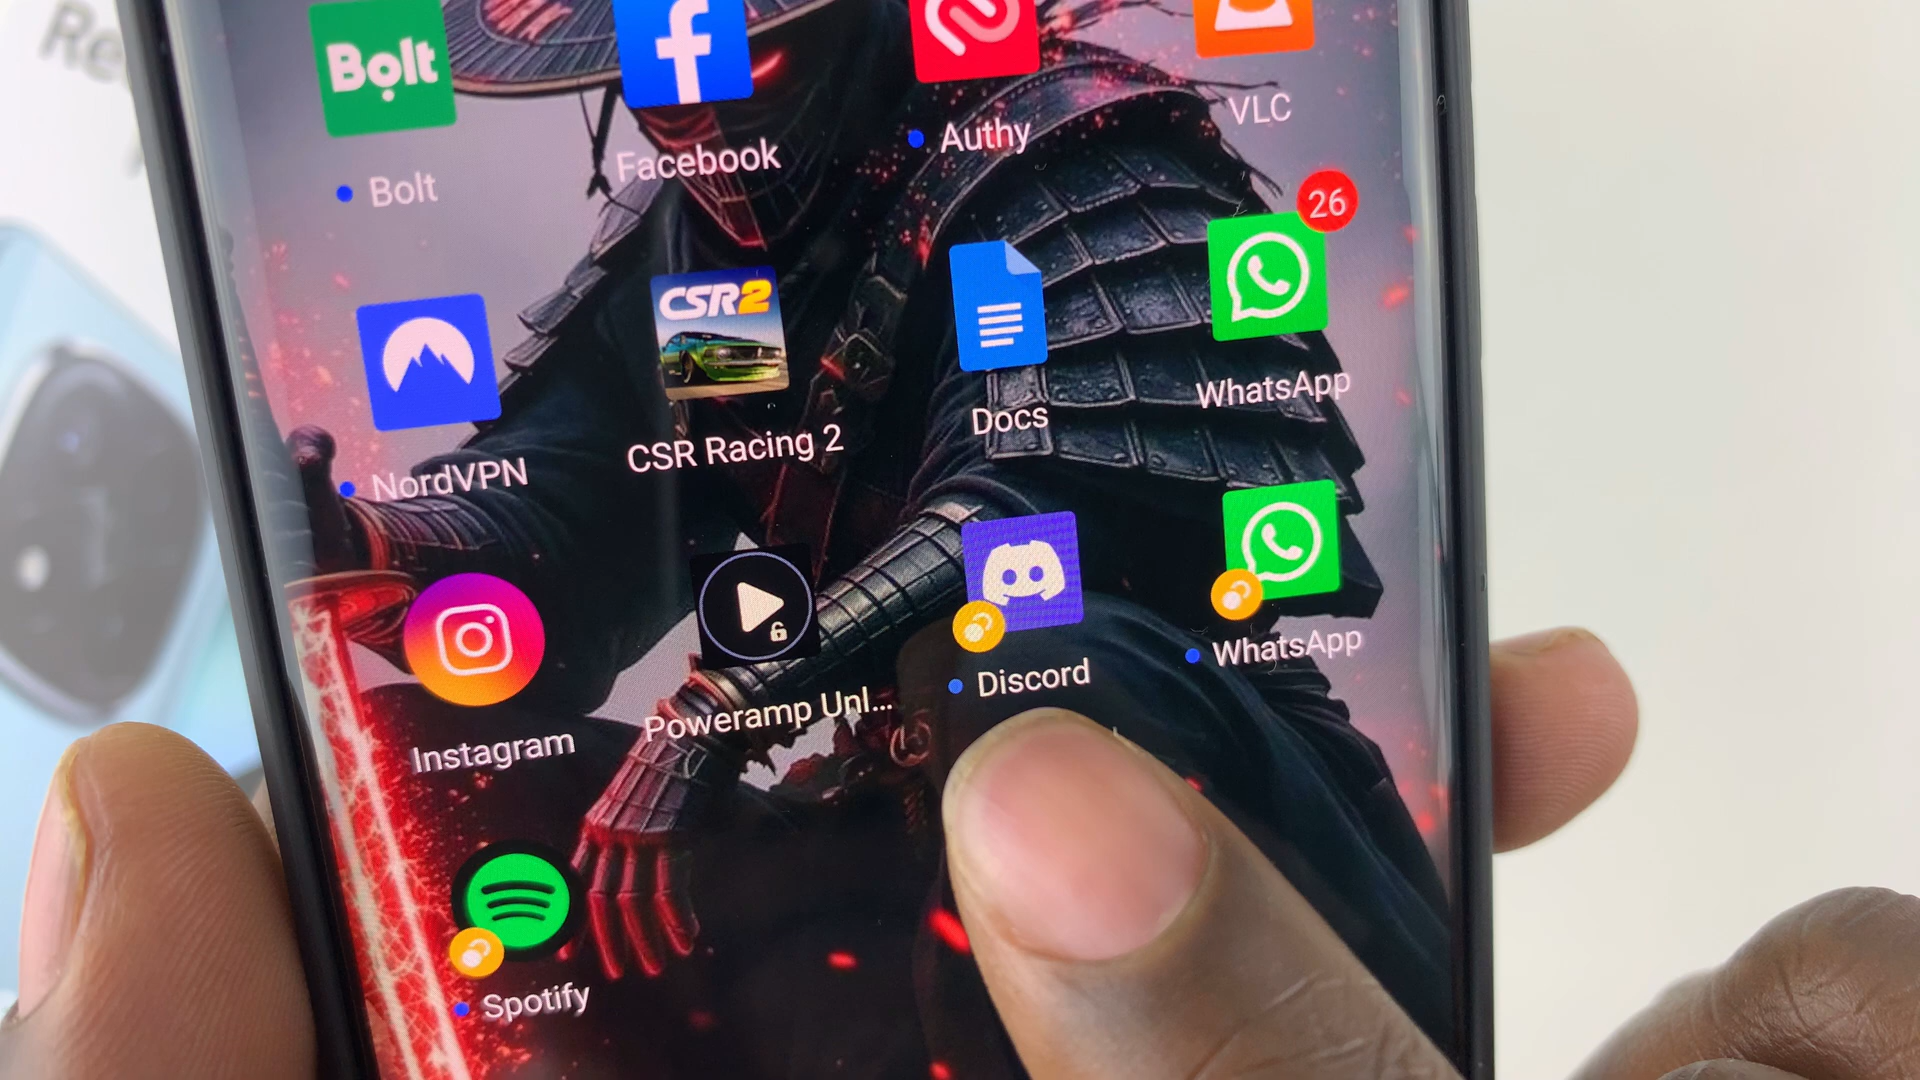 Re
Bolt
Bolt
Facebook
Authy
VLC
26
CSR2
NordVPN
CSR Racing 2
Docs
WhatsApp
Instagram
Poweramp Unl...
Discord
WhatsApp
Spotify